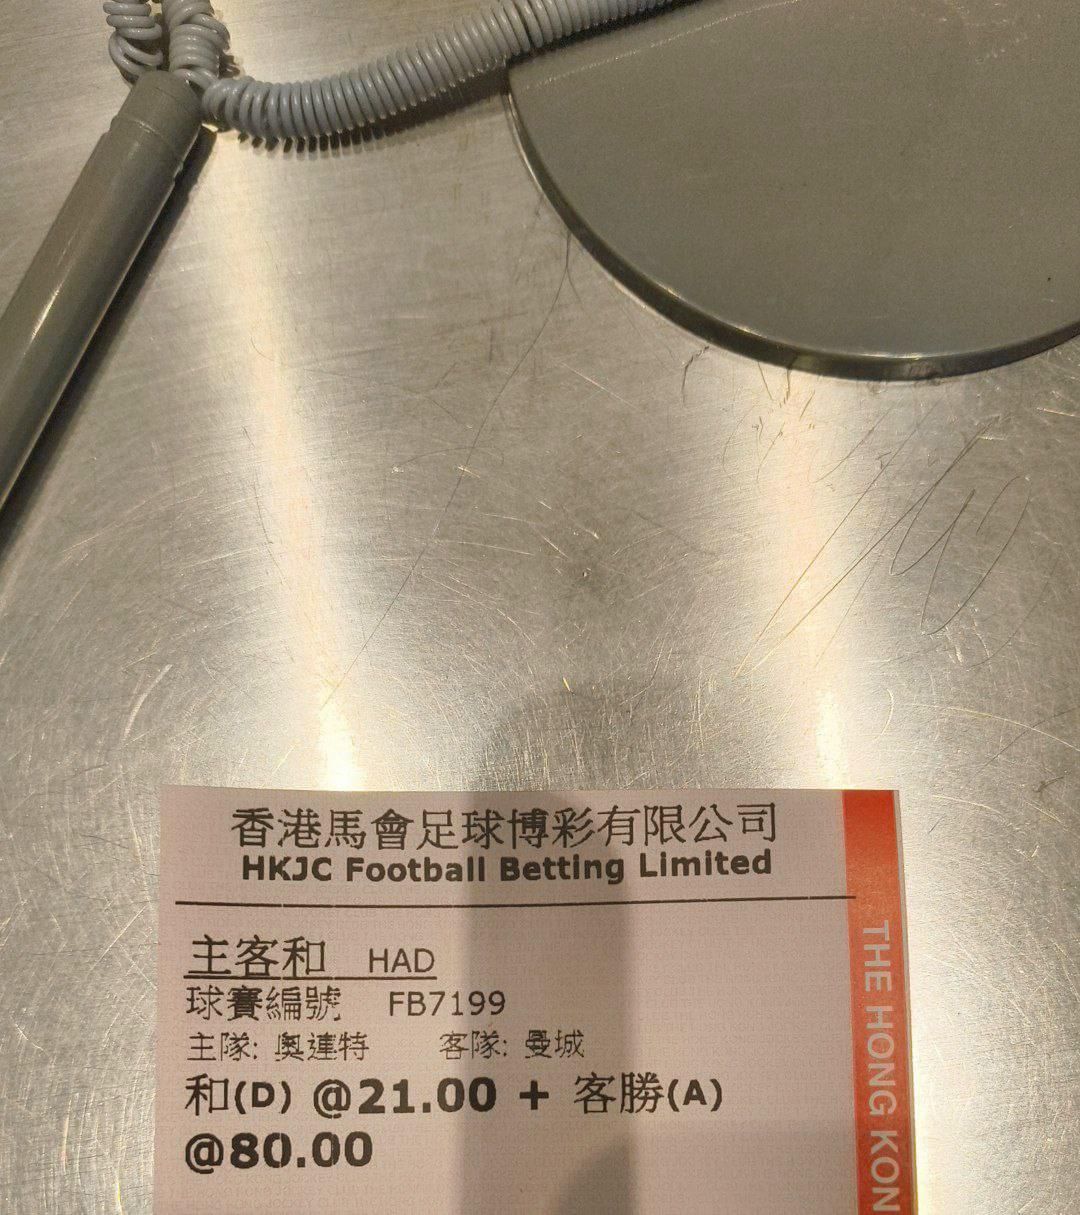 香港馬會足球博彩有限公司
HKJC Football Betting Limited
主客和 HAD
球賽編號 FB7199
主隊: 奧連特 客隊: 曼城
和(D) @21.00 + 客勝(A)
@80.00
THE HONG KON